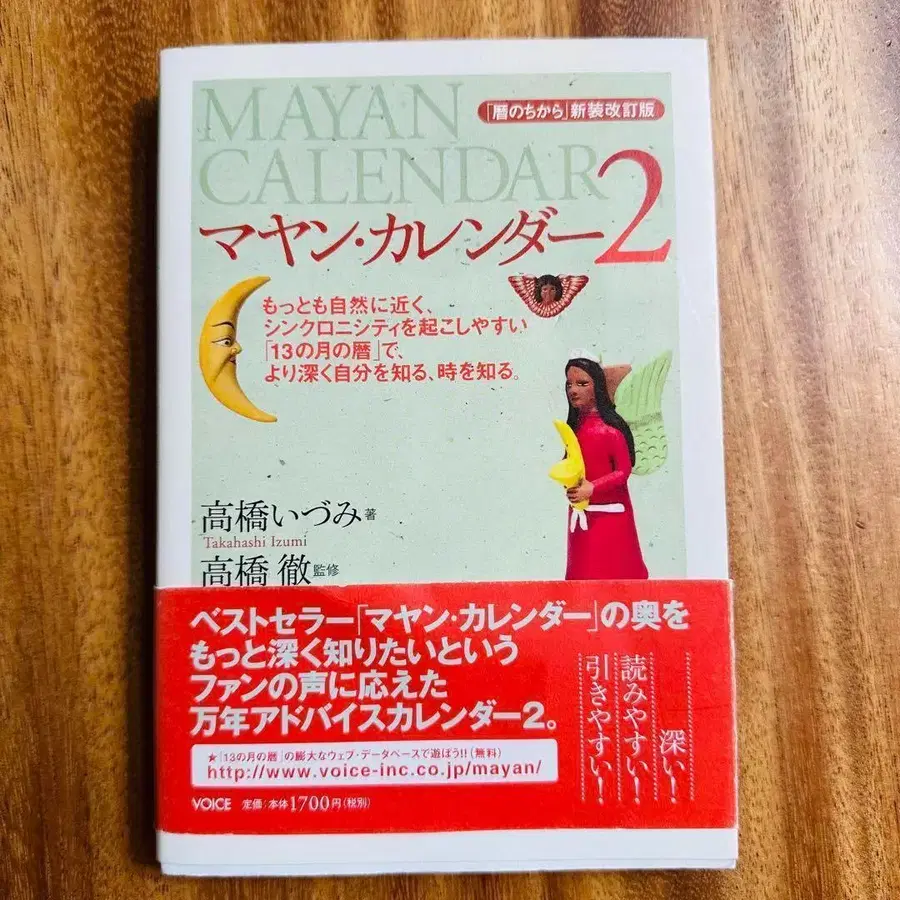 MAYAN
CALENDAR
「暦のちから」新装改訂版
マヤン・カレンダー2
もっとも自然に近く、
シンクロニシティを起こしやすい
「13の月の暦」で、
より深く自分を知る、時を知る。
高橋いづみ 著
Takahashi Izumi
高橋 徹 監修
ベストセラー「マヤン・カレンダー」の奥を
もっと深く知りたいという
ファンの声に応えた
万年アドバイスカレンダー2。
深い!
読みやすい!
引きやすい!
★「13の月の暦」の膨大なウェブ・データベースで遊ぼう!!(無料)
http://www.voice-inc.co.jp/mayan/
VOICE 定価:本体1700円(税別)